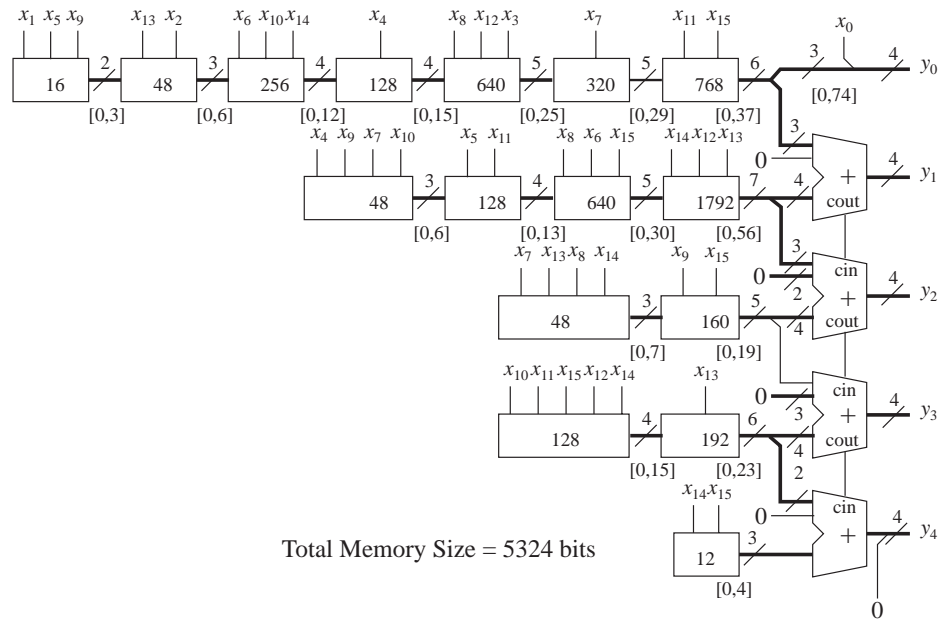 x1 x5 x9 x13 x2 x6 x10 x14 x4 x8 x12 x3 x7 x11 x15 x0
16 2 48 3 256 4 128 4 640 5 320 5 768 6 3 4 y0
[0,3] [0,6] [0,12] [0,15] [0,25] [0,29] [0,37] [0,74]
x4 x9 x7 x10 x5 x11 x8 x6 x15 x14 x12 x13 3
0
48 3 128 4 640 5 1792 7 4 + 4 y1
cout
[0,6] [0,13] [0,30] [0,56]
x7 x13 x8 x14 x9 x15 3 cin
0 2
48 3 160 5 4 + 4 y2
cout
[0,7] [0,19]
x10 x11 x15 x12 x14 x13 cin
0 3
128 4 192 6 4 + 4 y3
cout
[0,15] [0,23] 2
x14 x15 cin
0
12 3 + 4 y4
[0,4]
Total Memory Size = 5324 bits
0